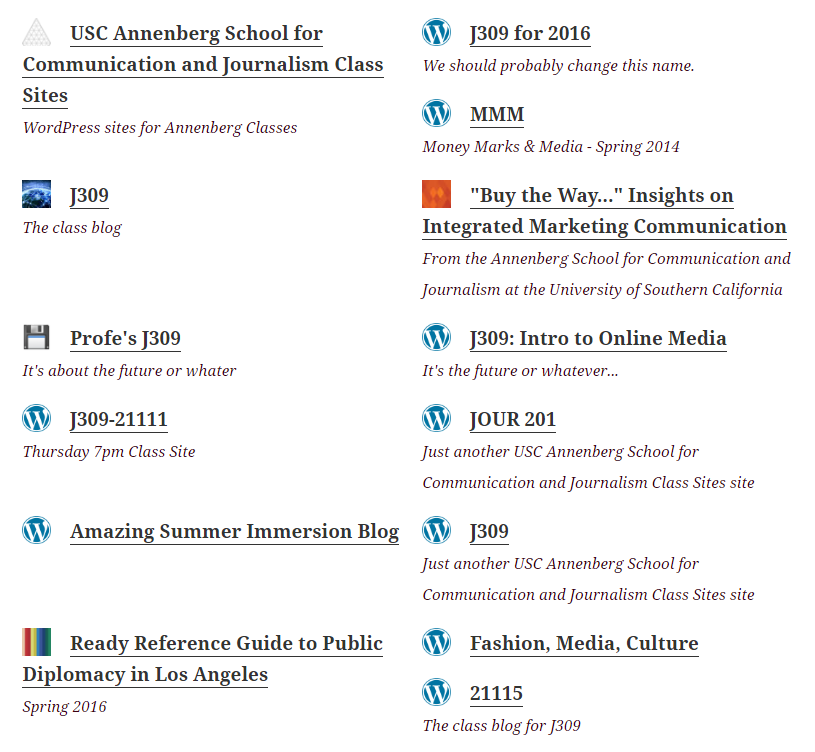 USC Annenberg School for
Communication and Journalism Class
Sites
WordPress sites for Annenberg Classes
J309 for 2016
We should probably change this name.
MMM
Money Marks & Media - Spring 2014
J309
The class blog
"Buy the Way..." Insights on
Integrated Marketing Communication
From the Annenberg School for Communication and
Journalism at the University of Southern California
Profe's J309
It's about the future or whater
J309: Intro to Online Media
It's the future or whatever...
J309-21111
Thursday 7pm Class Site
JOUR 201
Just another USC Annenberg School for
Communication and Journalism Class Sites site
Amazing Summer Immersion Blog
J309
Just another USC Annenberg School for
Communication and Journalism Class Sites site
Ready Reference Guide to Public
Diplomacy in Los Angeles
Spring 2016
Fashion, Media, Culture
21115
The class blog for J309